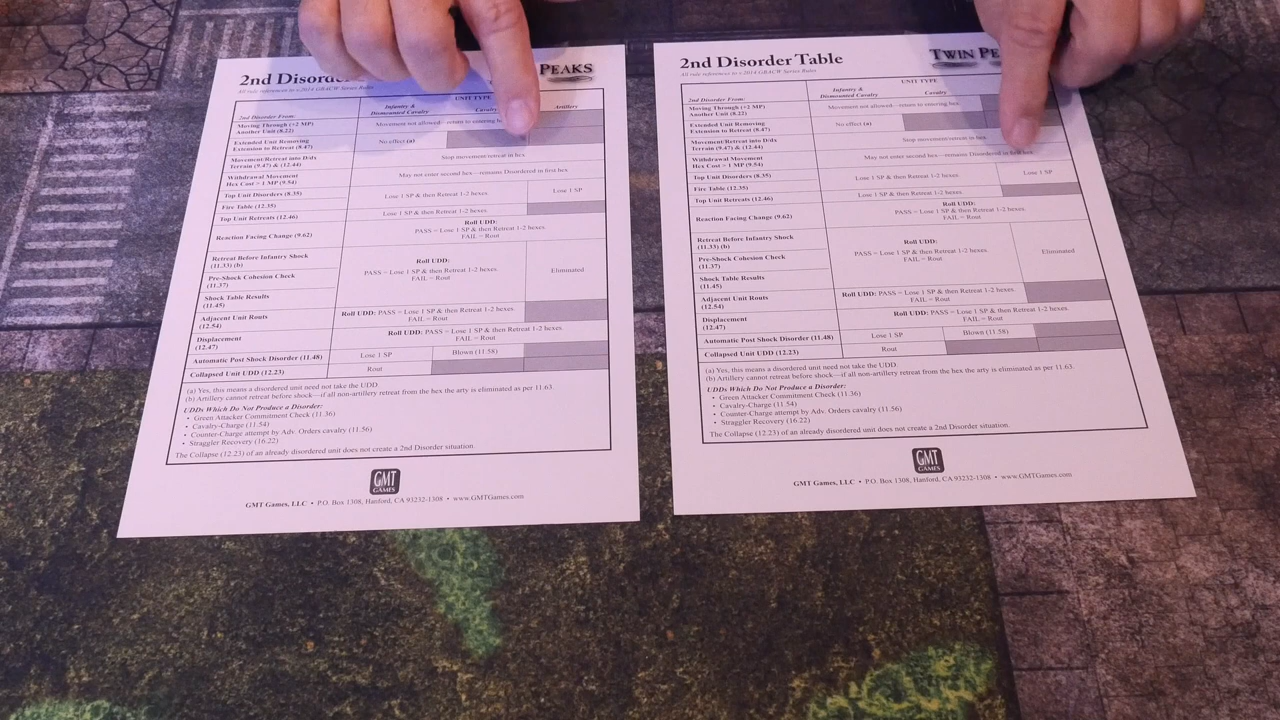 2nd Disorder
PEAKS
All rule references to v.2014 GBACW Series Rules
UNIT TYPE
2nd Disorder From:
Infantry &
Dismounted Cavalry
Cavalry
Artillery
Moving Through (+2 MP)
Another Unit (8.22)
Movement not allowed—return to entering
Extended Unit Removing
Extension to Retreat (8.47)
No effect (a)
Movement/Retreat into D/dx
Terrain (9.47) & (12.44)
Stop movement/retreat in hex
Withdrawal Movement
Hex Cost > 1 MP (9.54)
May not enter second hex—remains Disordered in first hex
Top Unit Disorders (8.35)
Fire Table (12.35)
Lose 1 SP & then Retreat 1-2 hexes
Lose 1 SP
Top Unit Retreats (12.46)
Lose 1 SP & then Retreat 1-2 hexes
Reaction Facing Change (9.62)
Roll UDD:
PASS = Lose 1 SP & then Retreat 1-2 hexes.
FAIL = Rout
Retreat Before Infantry Shock
(11.33) (b)
Pre-Shock Cohesion Check
(11.37)
Shock Table Results
(11.45)
Roll UDD:
PASS = Lose 1 SP & then Retreat 1-2 hexes.
FAIL = Rout
Eliminated
Adjacent Unit Routs
(12.54)
Roll UDD: PASS = Lose 1 SP & then Retreat 1-2 hexes.
FAIL = Rout
Displacement
(12.47)
Roll UDD: PASS = Lose 1 SP & then Retreat 1-2 hexes.
FAIL = Rout
Automatic Post Shock Disorder (11.48)
Lose 1 SP
Blown (11.58)
Collapsed Unit UDD (12.23)
Rout
(a) Yes, this means a disordered unit need not take the UDD
(b) Artillery cannot retreat before shock—if all non-artillery retreat from the hex the arty is eliminated as per 11.63.
UDDs Which Do Not Produce a Disorder:
• Green Attacker Commitment Check (11.36)
• Cavalry-Charge (11.54)
• Counter-Charge attempt by Adv. Orders cavalry (11.56)
• Straggler Recovery (16.22)
The Collapse (12.23) of an already disordered unit does not create a 2nd Disorder situation.
GMT
GAMES
GMT Games, LLC • P.O. Box 1308, Hanford, CA 93232-1308 • www.GMTGames.com
2nd Disorder Table
TWIN PE
All rule references to v.2014 GBACW Series Rules
UNIT TYPE
2nd Disorder From:
Infantry &
Dismounted Cavalry
Cavalry
Moving Through (+2 MP)
Another Unit (8.22)
Movement not allowed—return to entering hex
Extended Unit Removing
Extension to Retreat (8.47)
No effect (a)
Movement/Retreat into D/dx
Terrain (9.47) & (12.44)
Stop movement/retreat in hex
Withdrawal Movement
Hex Cost > 1 MP (9.54)
May not enter second hex—remains Disordered in first hex
Top Unit Disorders (8.35)
Fire Table (12.35)
Lose 1 SP & then Retreat 1-2 hexes
Lose 1 SP
Top Unit Retreats (12.46)
Lose 1 SP & then Retreat 1-2 hexes
Reaction Facing Change (9.62)
Roll UDD:
PASS = Lose 1 SP & then Retreat 1-2 hexes.
FAIL = Rout
Retreat Before Infantry Shock
(11.33) (b)
Pre-Shock Cohesion Check
(11.37)
Shock Table Results
(11.45)
Roll UDD:
PASS = Lose 1 SP & then Retreat 1-2 hexes.
FAIL = Rout
Eliminated
Adjacent Unit Routs
(12.54)
Roll UDD: PASS = Lose 1 SP & then Retreat 1-2 hexes.
FAIL = Rout
Displacement
(12.47)
Roll UDD: PASS = Lose 1 SP & then Retreat 1-2 hexes.
FAIL = Rout
Automatic Post Shock Disorder (11.48)
Lose 1 SP
Blown (11.58)
Collapsed Unit UDD (12.23)
Rout
(a) Yes, this means a disordered unit need not take the UDD
(b) Artillery cannot retreat before shock—if all non-artillery retreat from the hex the arty is eliminated as per 11.63.
UDDs Which Do Not Produce a Disorder:
• Green Attacker Commitment Check (11.36)
• Cavalry-Charge (11.54)
• Counter-Charge attempt by Adv. Orders cavalry (11.56)
• Straggler Recovery (16.22)
The Collapse (12.23) of an already disordered unit does not create a 2nd Disorder situation.
GMT
GAMES
GMT Games, LLC • P.O. Box 1308, Hanford, CA 93232-1308 • www.GMTGames.com